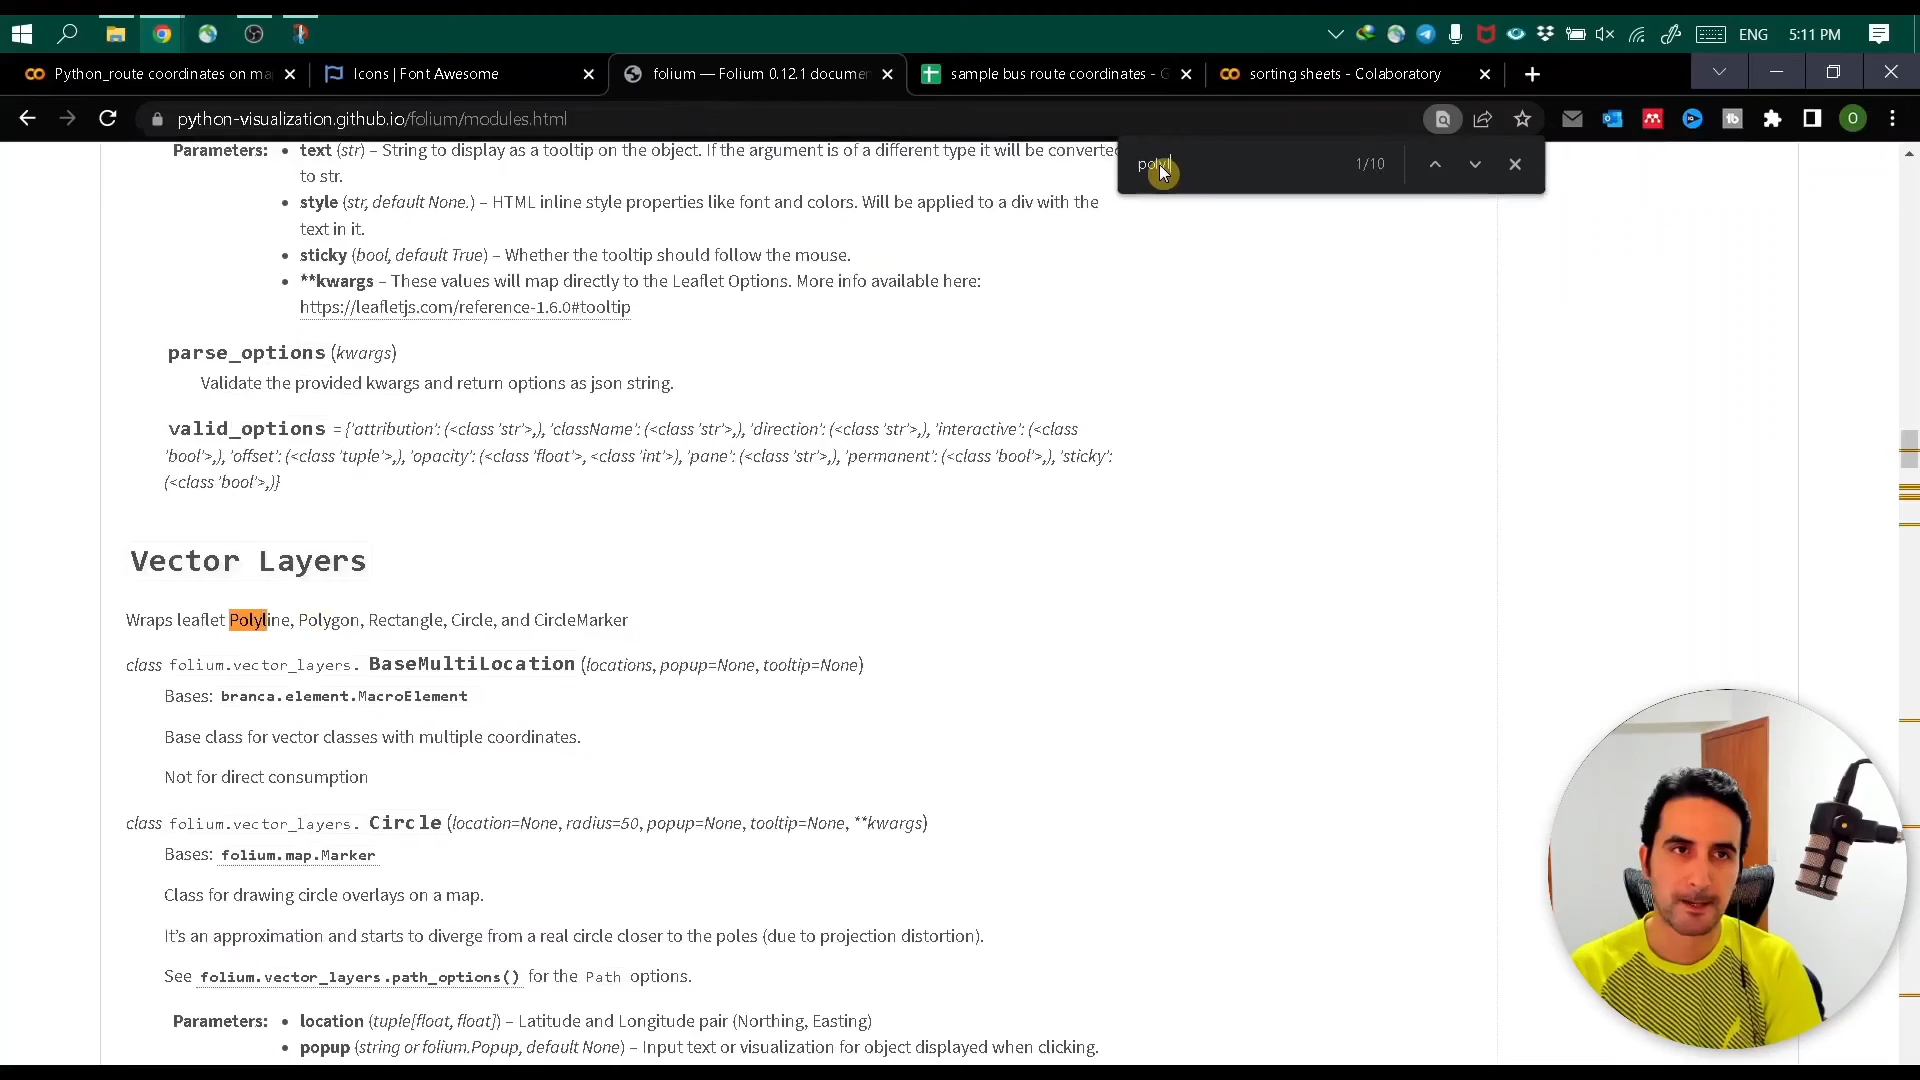 ENG 5:11 PM
Python_route coordinates on ma
Icons | Font Awesome
folium — Folium 0.12.1 documen
sample bus route coordinates - G
sorting sheets - Colaboratory
python-visualization.github.io/folium/modules.html
O
polyl 1/10
Parameters: • text (str) – String to display as a tooltip on the object. If the argument is of a different type it will be converted
to str.
• style (str, default None.) – HTML inline style properties like font and colors. Will be applied to a div with the
text in it.
• sticky (bool, default True) – Whether the tooltip should follow the mouse.
• **kwargs – These values will map directly to the Leaflet Options. More info available here:
https://leafletjs.com/reference-1.6.0#tooltip
parse_options (kwargs)
Validate the provided kwargs and return options as json string.
valid_options = {'attribution': (<class 'str'>,), 'className': (<class 'str'>,), 'direction': (<class 'str'>,), 'interactive': (<class
'bool'>,), 'offset': (<class 'tuple'>,), 'opacity': (<class 'float'>, <class 'int'>), 'pane': (<class 'str'>,), 'permanent': (<class 'bool'>,), 'sticky':
(<class 'bool'>,)}
Vector Layers
Wraps leaflet Polyline, Polygon, Rectangle, Circle, and CircleMarker
class folium.vector_layers. BaseMultiLocation (locations, popup=None, tooltip=None)
Bases: branca.element.MacroElement
Base class for vector classes with multiple coordinates.
Not for direct consumption
class folium.vector_layers. Circle (location=None, radius=50, popup=None, tooltip=None, **kwargs)
Bases: folium.map.Marker
Class for drawing circle overlays on a map.
It's an approximation and starts to diverge from a real circle closer to the poles (due to projection distortion).
See folium.vector_layers.path_options() for the Path options.
Parameters: • location (tuple[float, float]) – Latitude and Longitude pair (Northing, Easting)
• popup (string or folium.Popup, default None) – Input text or visualization for object displayed when clicking.